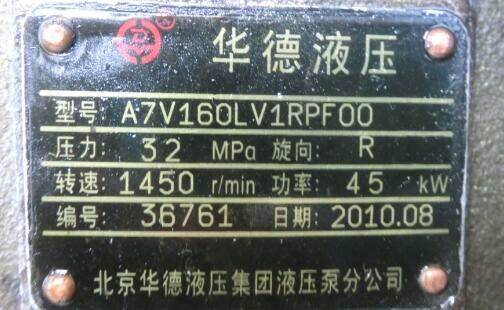 华德液压
型号 A7V160LV1RPF00
压力: 32 MPa 旋向: R
转速: 1450 r/min 功率: 45 kW
编号: 36761 日期: 2010.08
北京华德液压集团液压泵分公司